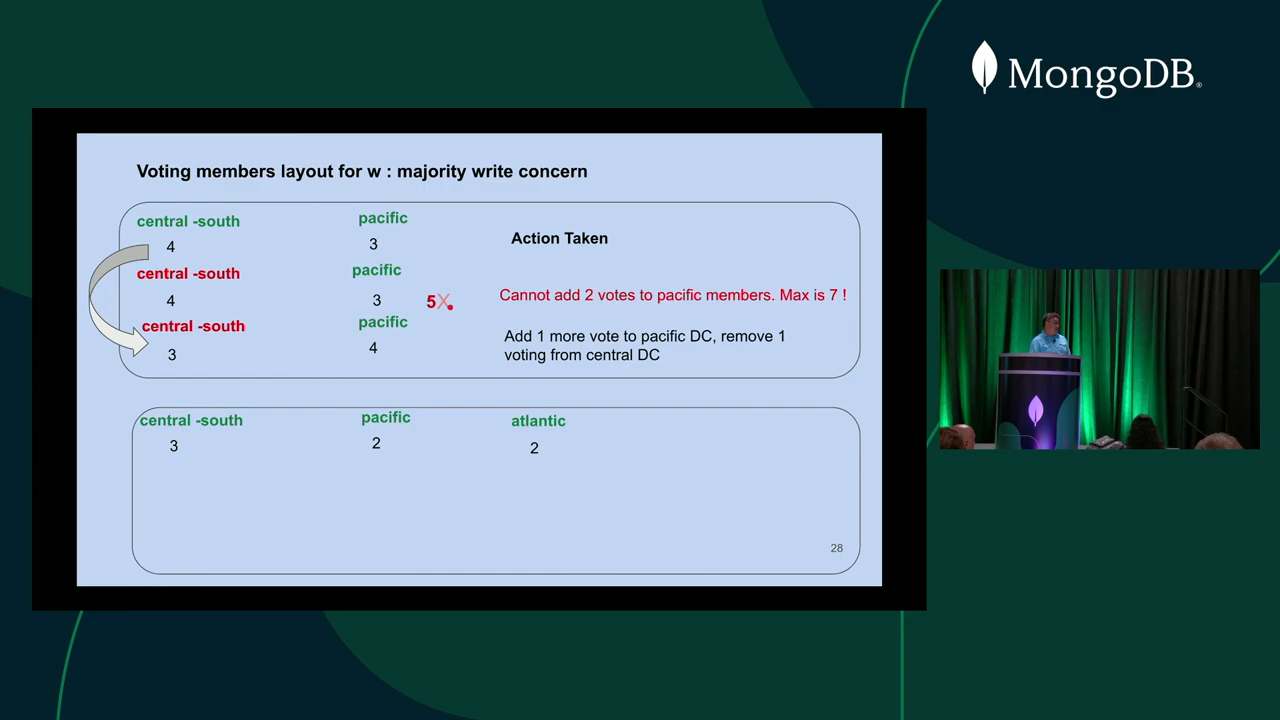 MongoDB®
Voting members layout for w : majority write concern
central -south pacific
4 3 Action Taken
central -south pacific
4 3 5X Cannot add 2 votes to pacific members. Max is 7 !
central -south pacific
3 4 Add 1 more vote to pacific DC, remove 1
voting from central DC
central -south pacific atlantic
3 2 2
28